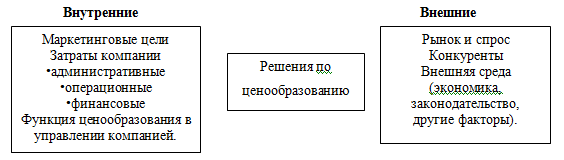 Внутренние
Маркетинговые цели
Затраты компании
•административные
•операционные
•финансовые
Функция ценообразования в
управлении компанией.
Решения по
ценообразованию
Внешние
Рынок и спрос
Конкуренты
Внешняя среда
(экономика,
законодательство,
другие факторы).